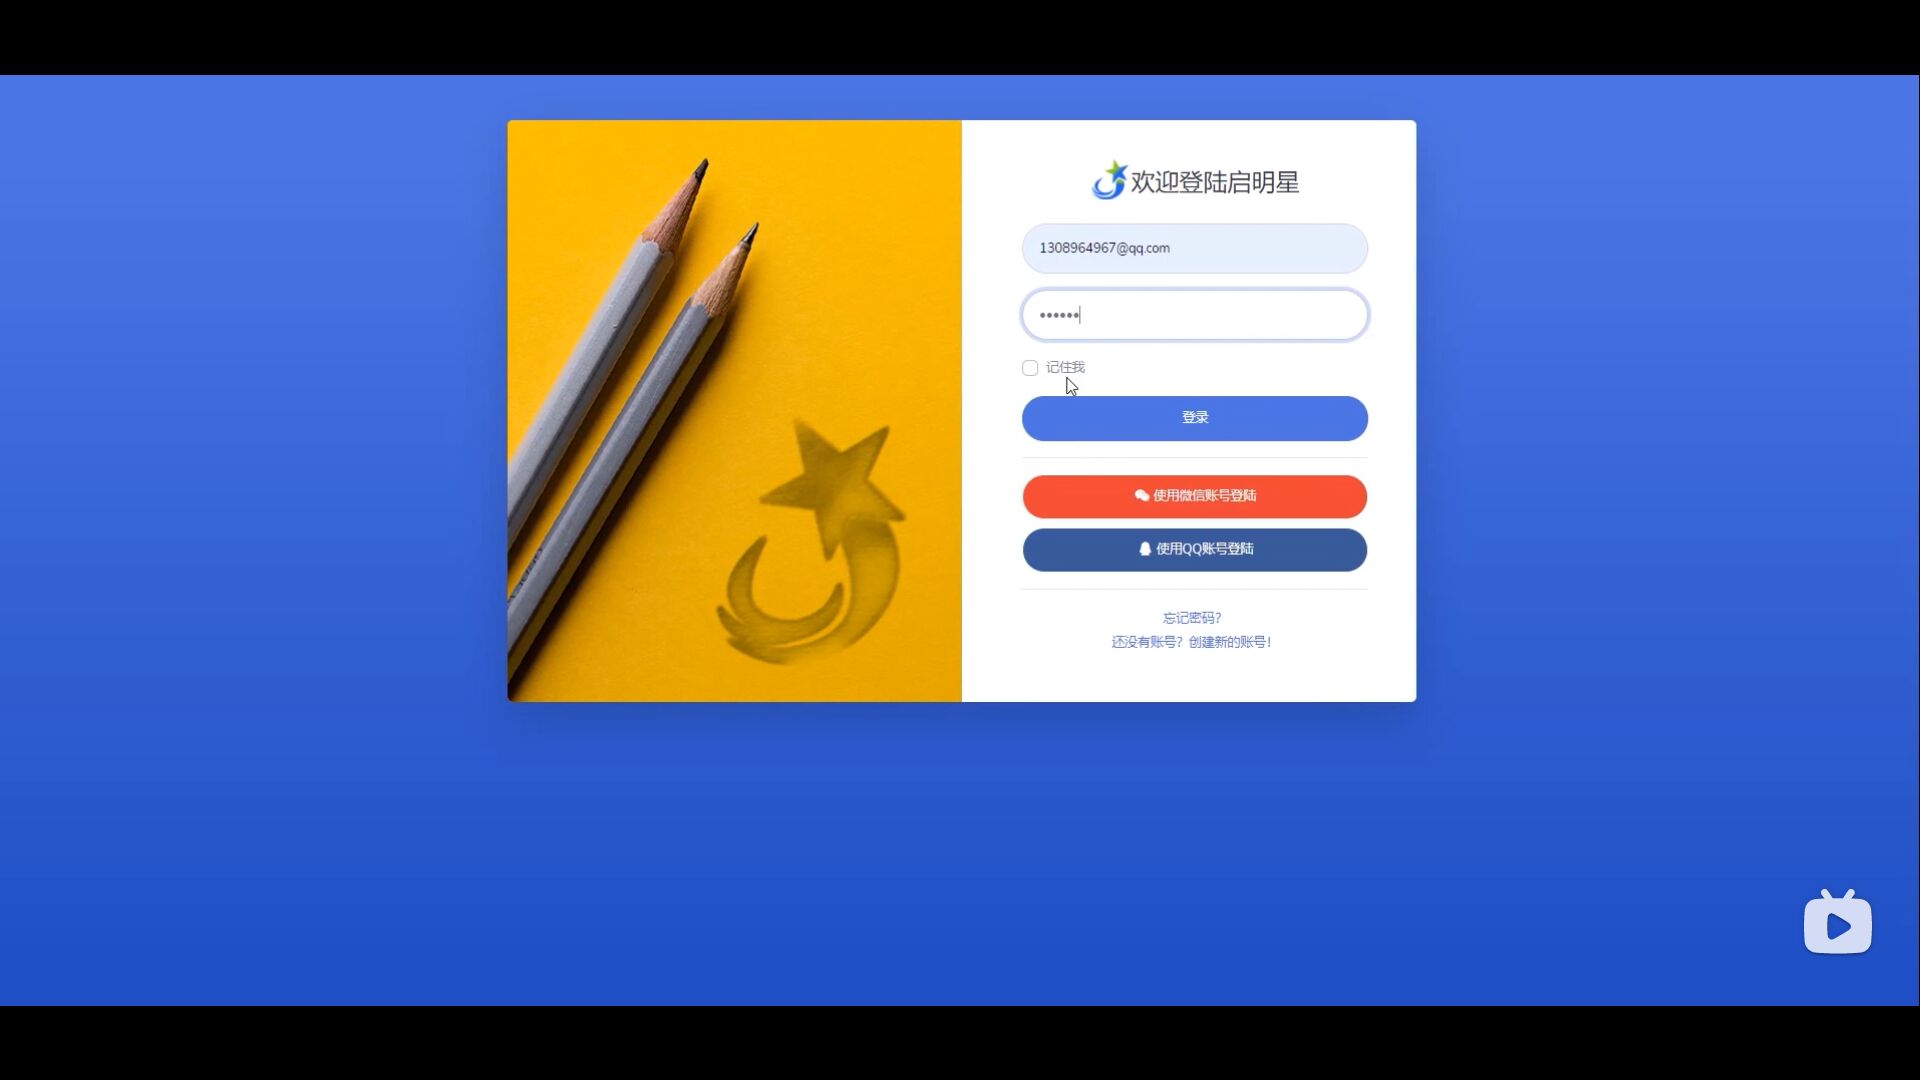 欢迎登陆启明星
1308964967@qq.com
••••••
记住我
登录
使用微信账号登陆
使用QQ账号登陆
忘记密码?
还没有账号? 创建新的账号!